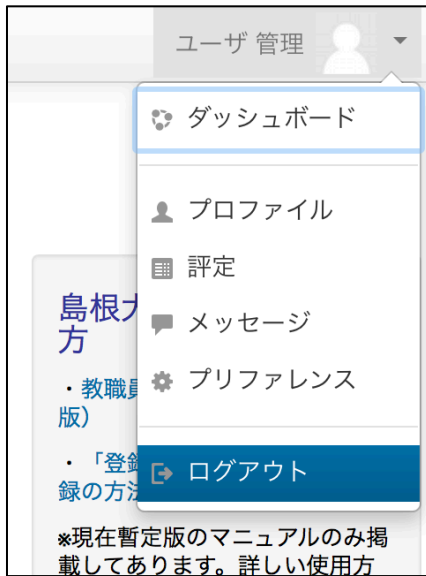 ユーザ 管理
ダッシュボード
プロファイル
評定
メッセージ
プリファレンス
ログアウト
島根大
方
・教職員
版）
・「登録
録の方法
※現在暫定版のマニュアルのみ掲
載してあります。詳しい使用方